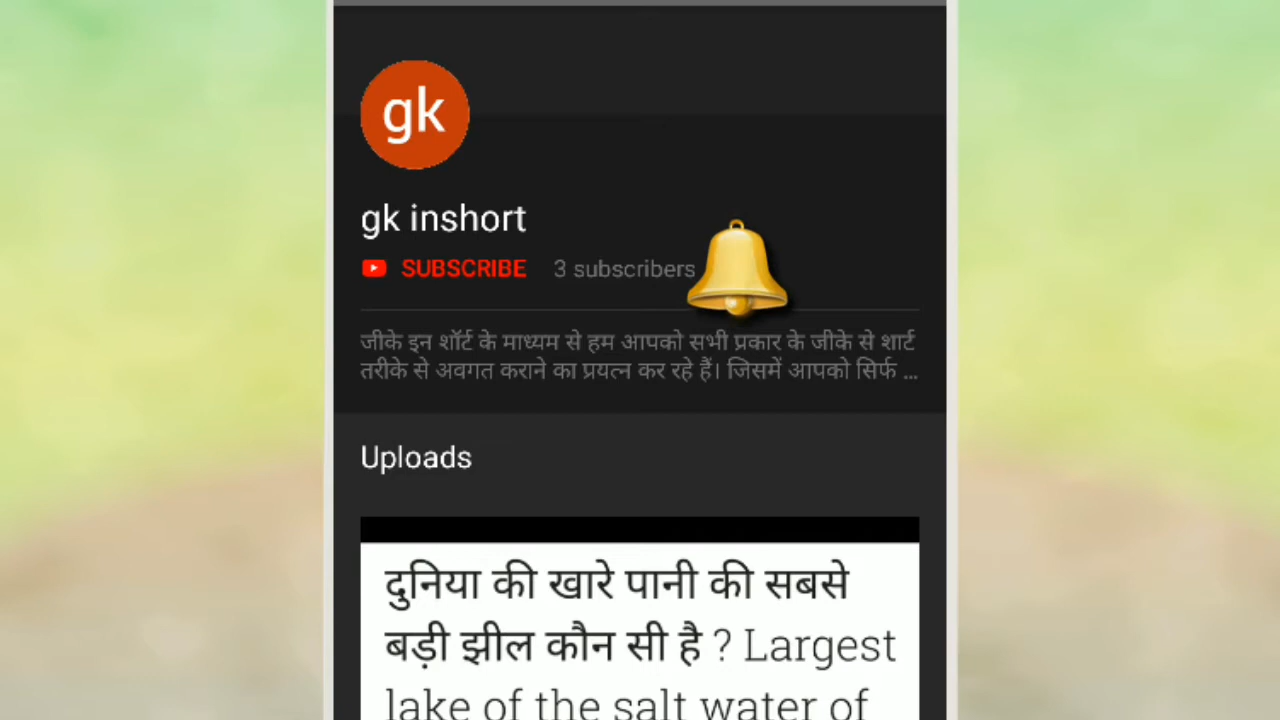 gk
gk inshort
SUBSCRIBE 3 subscribers
जीके इन शॉर्ट के माध्यम से हम आपको सभी प्रकार के जीके से शार्ट
तरीके से अवगत कराने का प्रयत्न कर रहे हैं। जिसमें आपको सिर्फ ...
Uploads
दुनिया की खारे पानी की सबसे
बड़ी झील कौन सी है ? Largest
lake of the salt water of